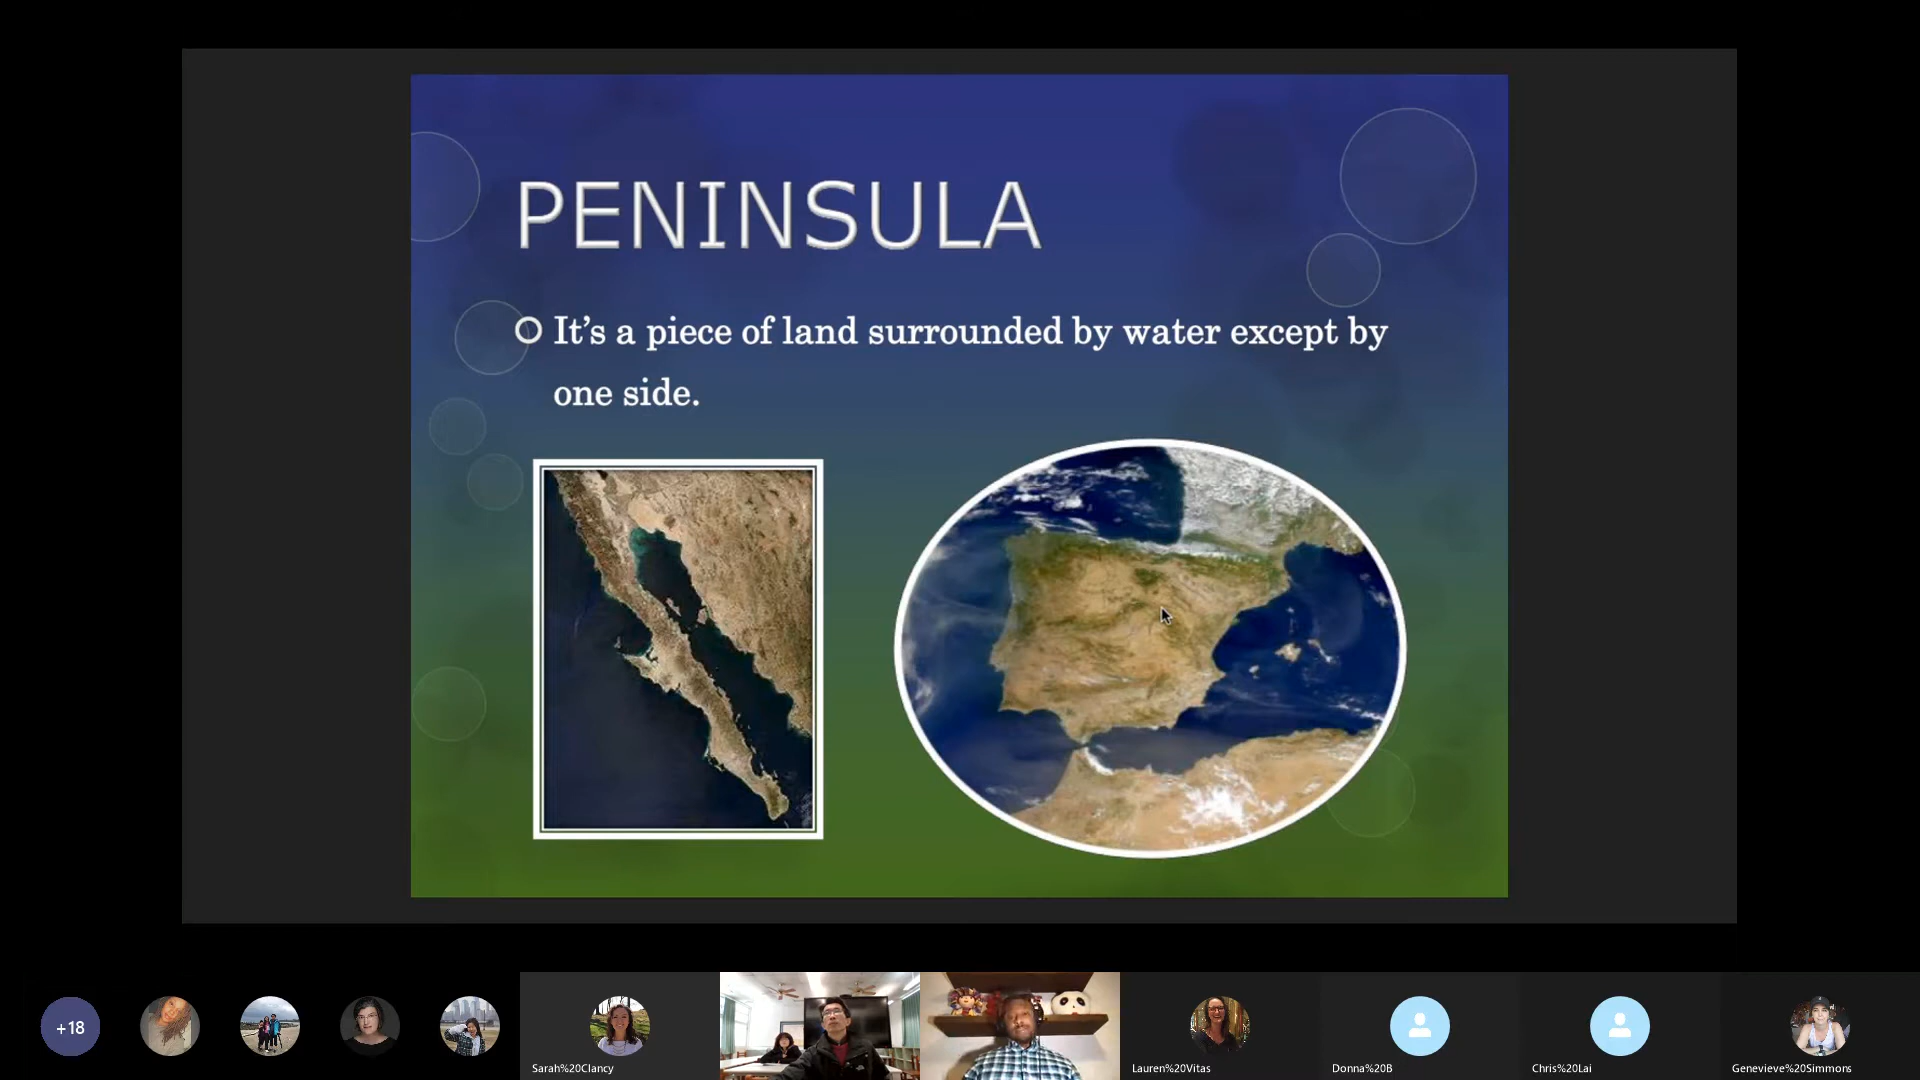 PENINSULA
It's a piece of land surrounded by water except by
one side.
+18
Sarah%20Clancy
Lauren%20Vitas
Donna%20B
Chris%20Lai
Genevieve%20Simmons